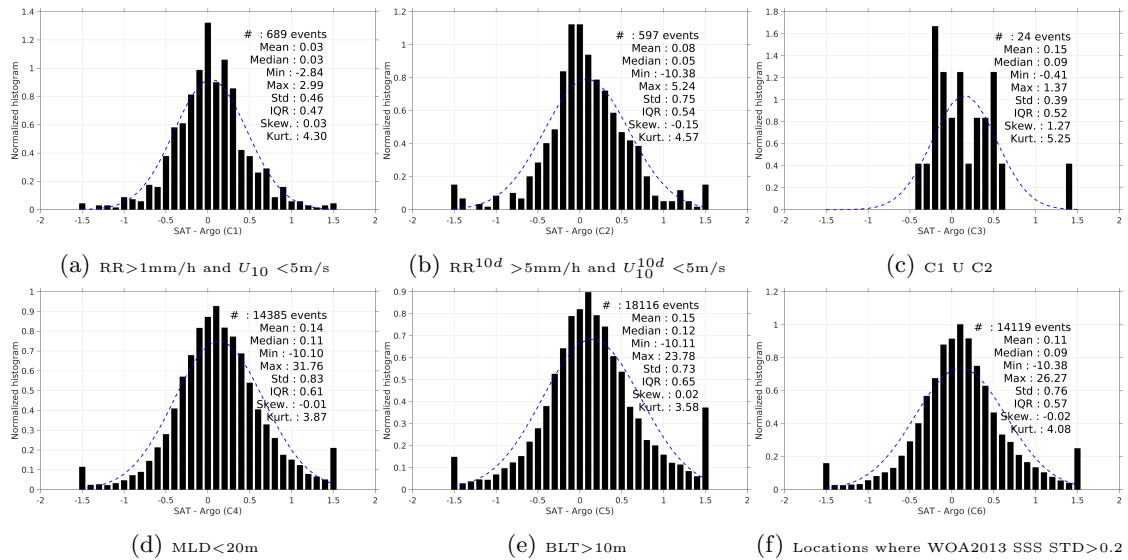 1.4
1.2
1
0.8
0.6
0.4
0.2
0
Normalized histogram
# : 689 events
Mean : 0.03
Median : 0.03
Min : -2.84
Max : 2.99
Std : 0.46
IQR : 0.47
Skew. : 0.03
Kurt. : 4.30
-2 -1.5 -1 -0.5 0 0.5 1 1.5 2
SAT - Argo (C1)
(a) RR>1mm/h and U10 <5m/s
1.2
1
0.8
0.6
0.4
0.2
0
Normalized histogram
# : 597 events
Mean : 0.08
Median : 0.05
Min : -10.38
Max : 5.24
Std : 0.75
IQR : 0.54
Skew. : -0.15
Kurt. : 4.57
-2 -1.5 -1 -0.5 0 0.5 1 1.5 2
SAT - Argo (C2)
(b) RR10d >5mm/h and U10d10 <5m/s
1.8
1.6
1.4
1.2
1
0.8
0.6
0.4
0.2
0
Normalized histogram
# : 24 events
Mean : 0.15
Median : 0.09
Min : -0.41
Max : 1.37
Std : 0.39
IQR : 0.52
Skew. : 1.27
Kurt. : 5.25
-2 -1.5 -1 -0.5 0 0.5 1 1.5 2
SAT - Argo (C3)
(c) C1 U C2
1
0.9
0.8
0.7
0.6
0.5
0.4
0.3
0.2
0.1
0
Normalized histogram
# : 14385 events
Mean : 0.14
Median : 0.11
Min : -10.10
Max : 31.76
Std : 0.83
IQR : 0.61
Skew. : -0.01
Kurt. : 3.87
-2 -1.5 -1 -0.5 0 0.5 1 1.5 2
SAT - Argo (C4)
(d) MLD<20m
0.9
0.8
0.7
0.6
0.5
0.4
0.3
0.2
0.1
0
Normalized histogram
# : 18116 events
Mean : 0.15
Median : 0.12
Min : -10.11
Max : 23.78
Std : 0.73
IQR : 0.65
Skew. : 0.02
Kurt. : 3.58
-2 -1.5 -1 -0.5 0 0.5 1 1.5 2
SAT - Argo (C5)
(e) BLT>10m
1.2
1
0.8
0.6
0.4
0.2
0
Normalized histogram
# : 14119 events
Mean : 0.11
Median : 0.09
Min : -10.38
Max : 26.27
Std : 0.76
IQR : 0.57
Skew. : -0.02
Kurt. : 4.08
-2 -1.5 -1 -0.5 0 0.5 1 1.5 2
SAT - Argo (C6)
(f) Locations where WOA2013 SSS STD>0.2